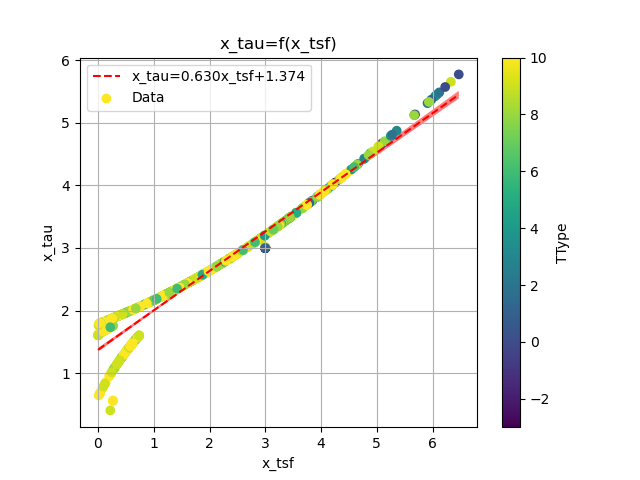 x_tau=f(x_tsf)
x_tau=0.630x_tsf+1.374
Data
6
5
4
3
2
1
x_tau
0 1 2 3 4 5 6
x_tsf
10
8
6
4
2
0
−2
TType